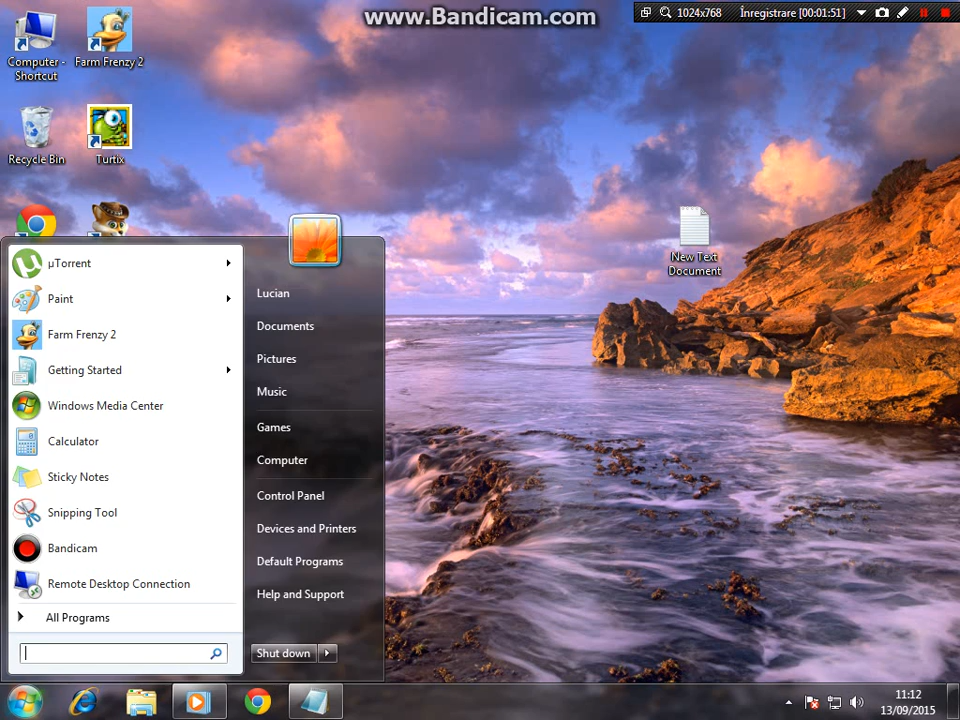 www.Bandicam.com
1024x768
Înregistrare [00:01:51]
Computer -
Shortcut
Farm Frenzy 2
Recycle Bin
Turtix
New Text
Document
µTorrent
Paint
Farm Frenzy 2
Getting Started
Windows Media Center
Calculator
Sticky Notes
Snipping Tool
Bandicam
Remote Desktop Connection
All Programs
Lucian
Documents
Pictures
Music
Games
Computer
Control Panel
Devices and Printers
Default Programs
Help and Support
Shut down
11:12
13/09/2015